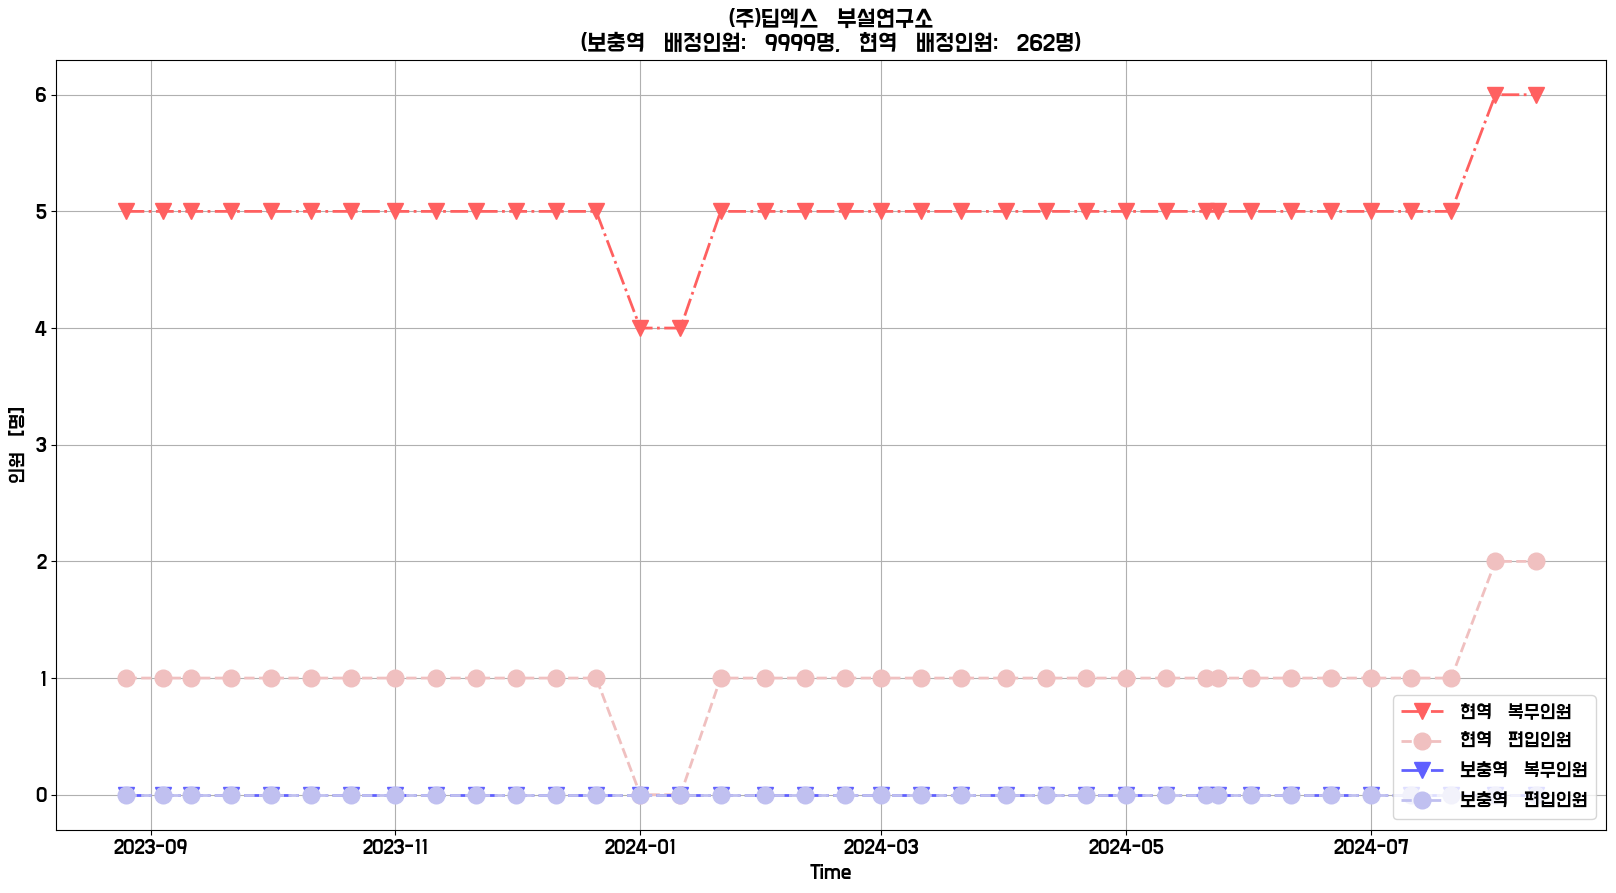 (주)딥엑스 부설연구소
(보충역 배정인원: 9999명, 현역 배정인원: 262명)
6
5
4
3
2
1
0
인원 [명]
2023-09
2023-11
2024-01
2024-03
2024-05
2024-07
Time
현역 복무인원
현역 편입인원
보충역 복무인원
보충역 편입인원